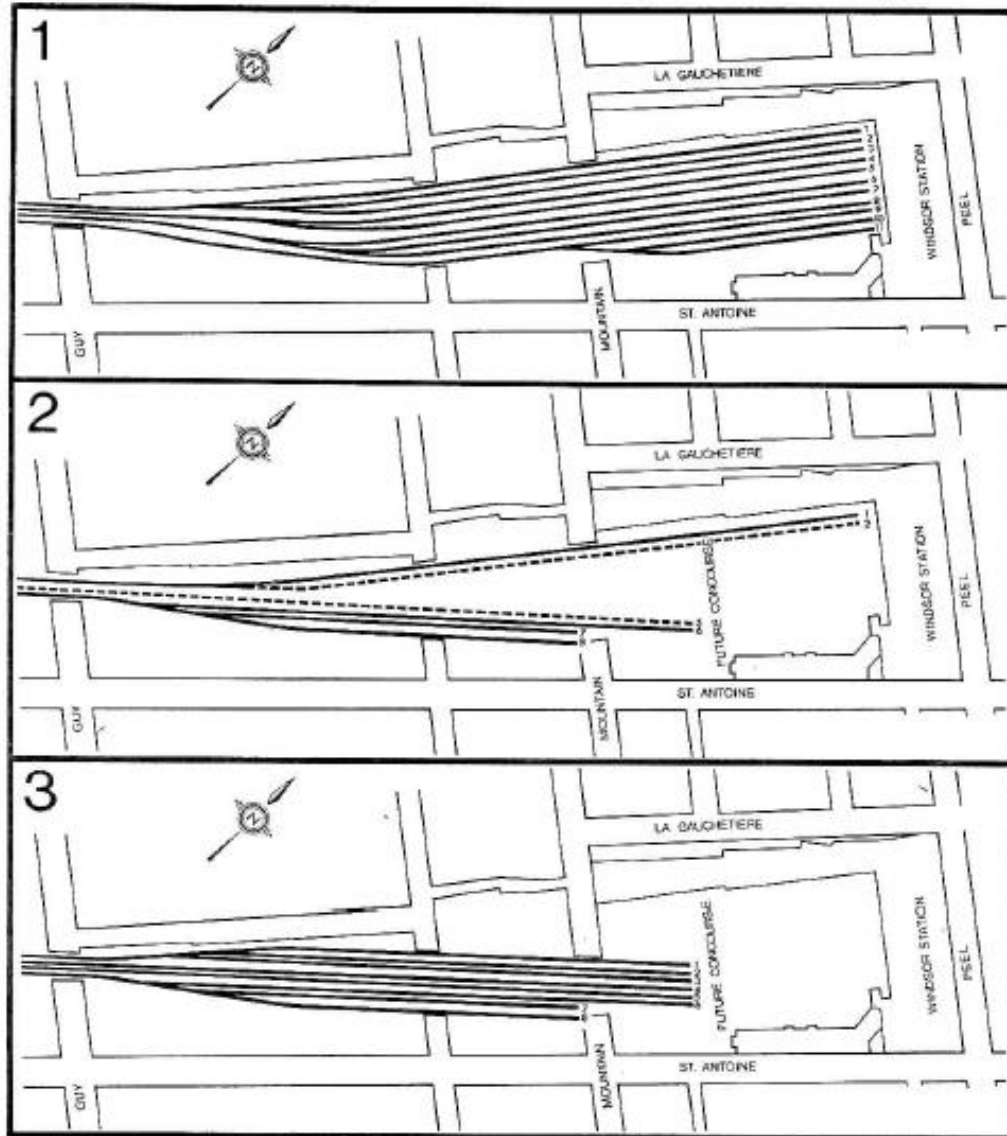 1
N
LA GAUCHETIERE
WINDSOR STATION
PEEL
GUY
MOUNTAIN
ST. ANTOINE
2
N
LA GAUCHETIERE
FUTURE CONCOURSE
WINDSOR STATION
PEEL
GUY
MOUNTAIN
ST. ANTOINE
3
N
LA GAUCHETIERE
FUTURE CONCOURSE
WINDSOR STATION
PEEL
GUY
MOUNTAIN
ST. ANTOINE